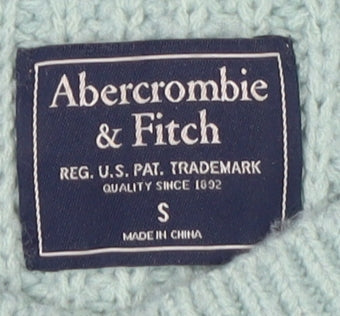 Abercrombie
& Fitch
REG. U.S. PAT. TRADEMARK
QUALITY SINCE 1892
S
MADE IN CHINA